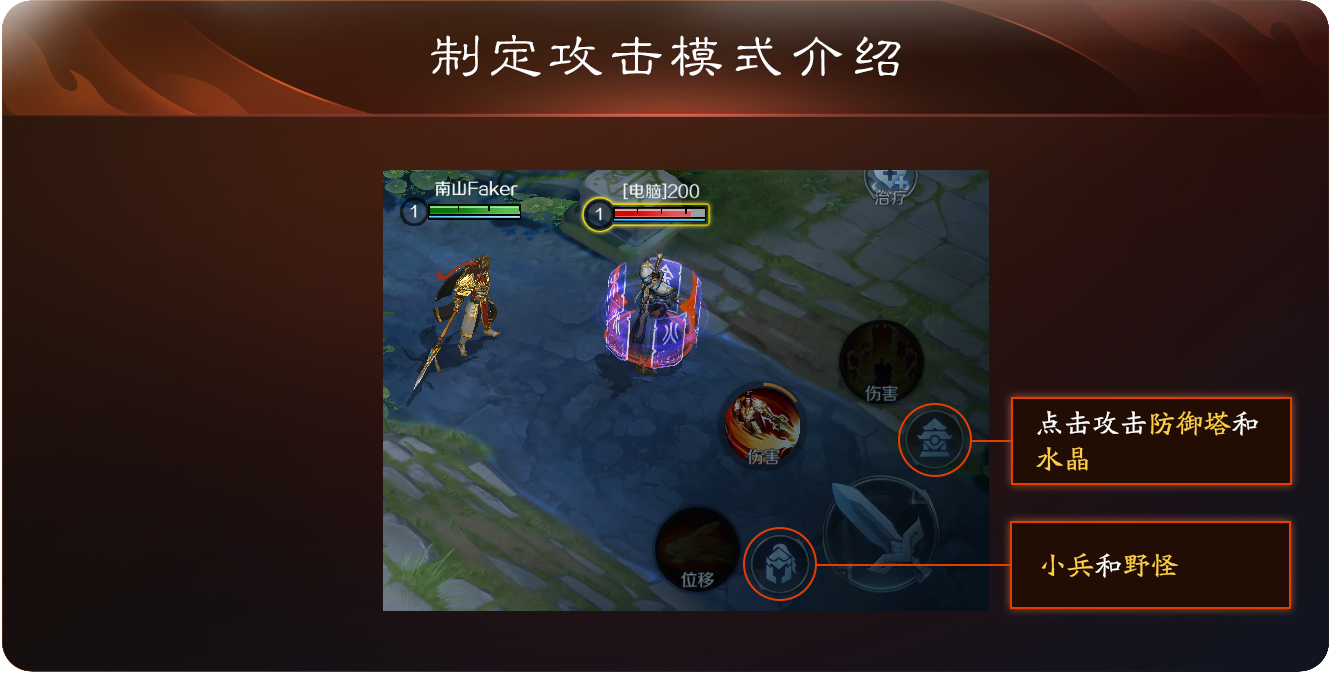 制定攻击模式介绍
南山Faker
[电脑]200
1
1
治疗
伤害
点击攻击防御塔和
水晶
伤害
小兵和野怪
位移